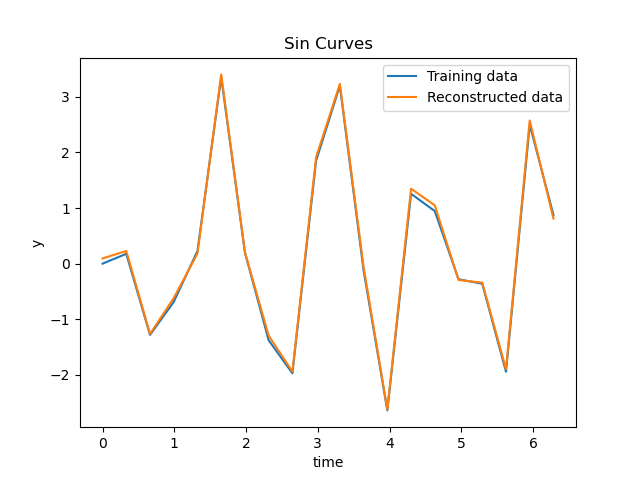 Sin Curves
Training data
Reconstructed data
3
2
1
0
−1
−2
y
0 1 2 3 4 5 6
time